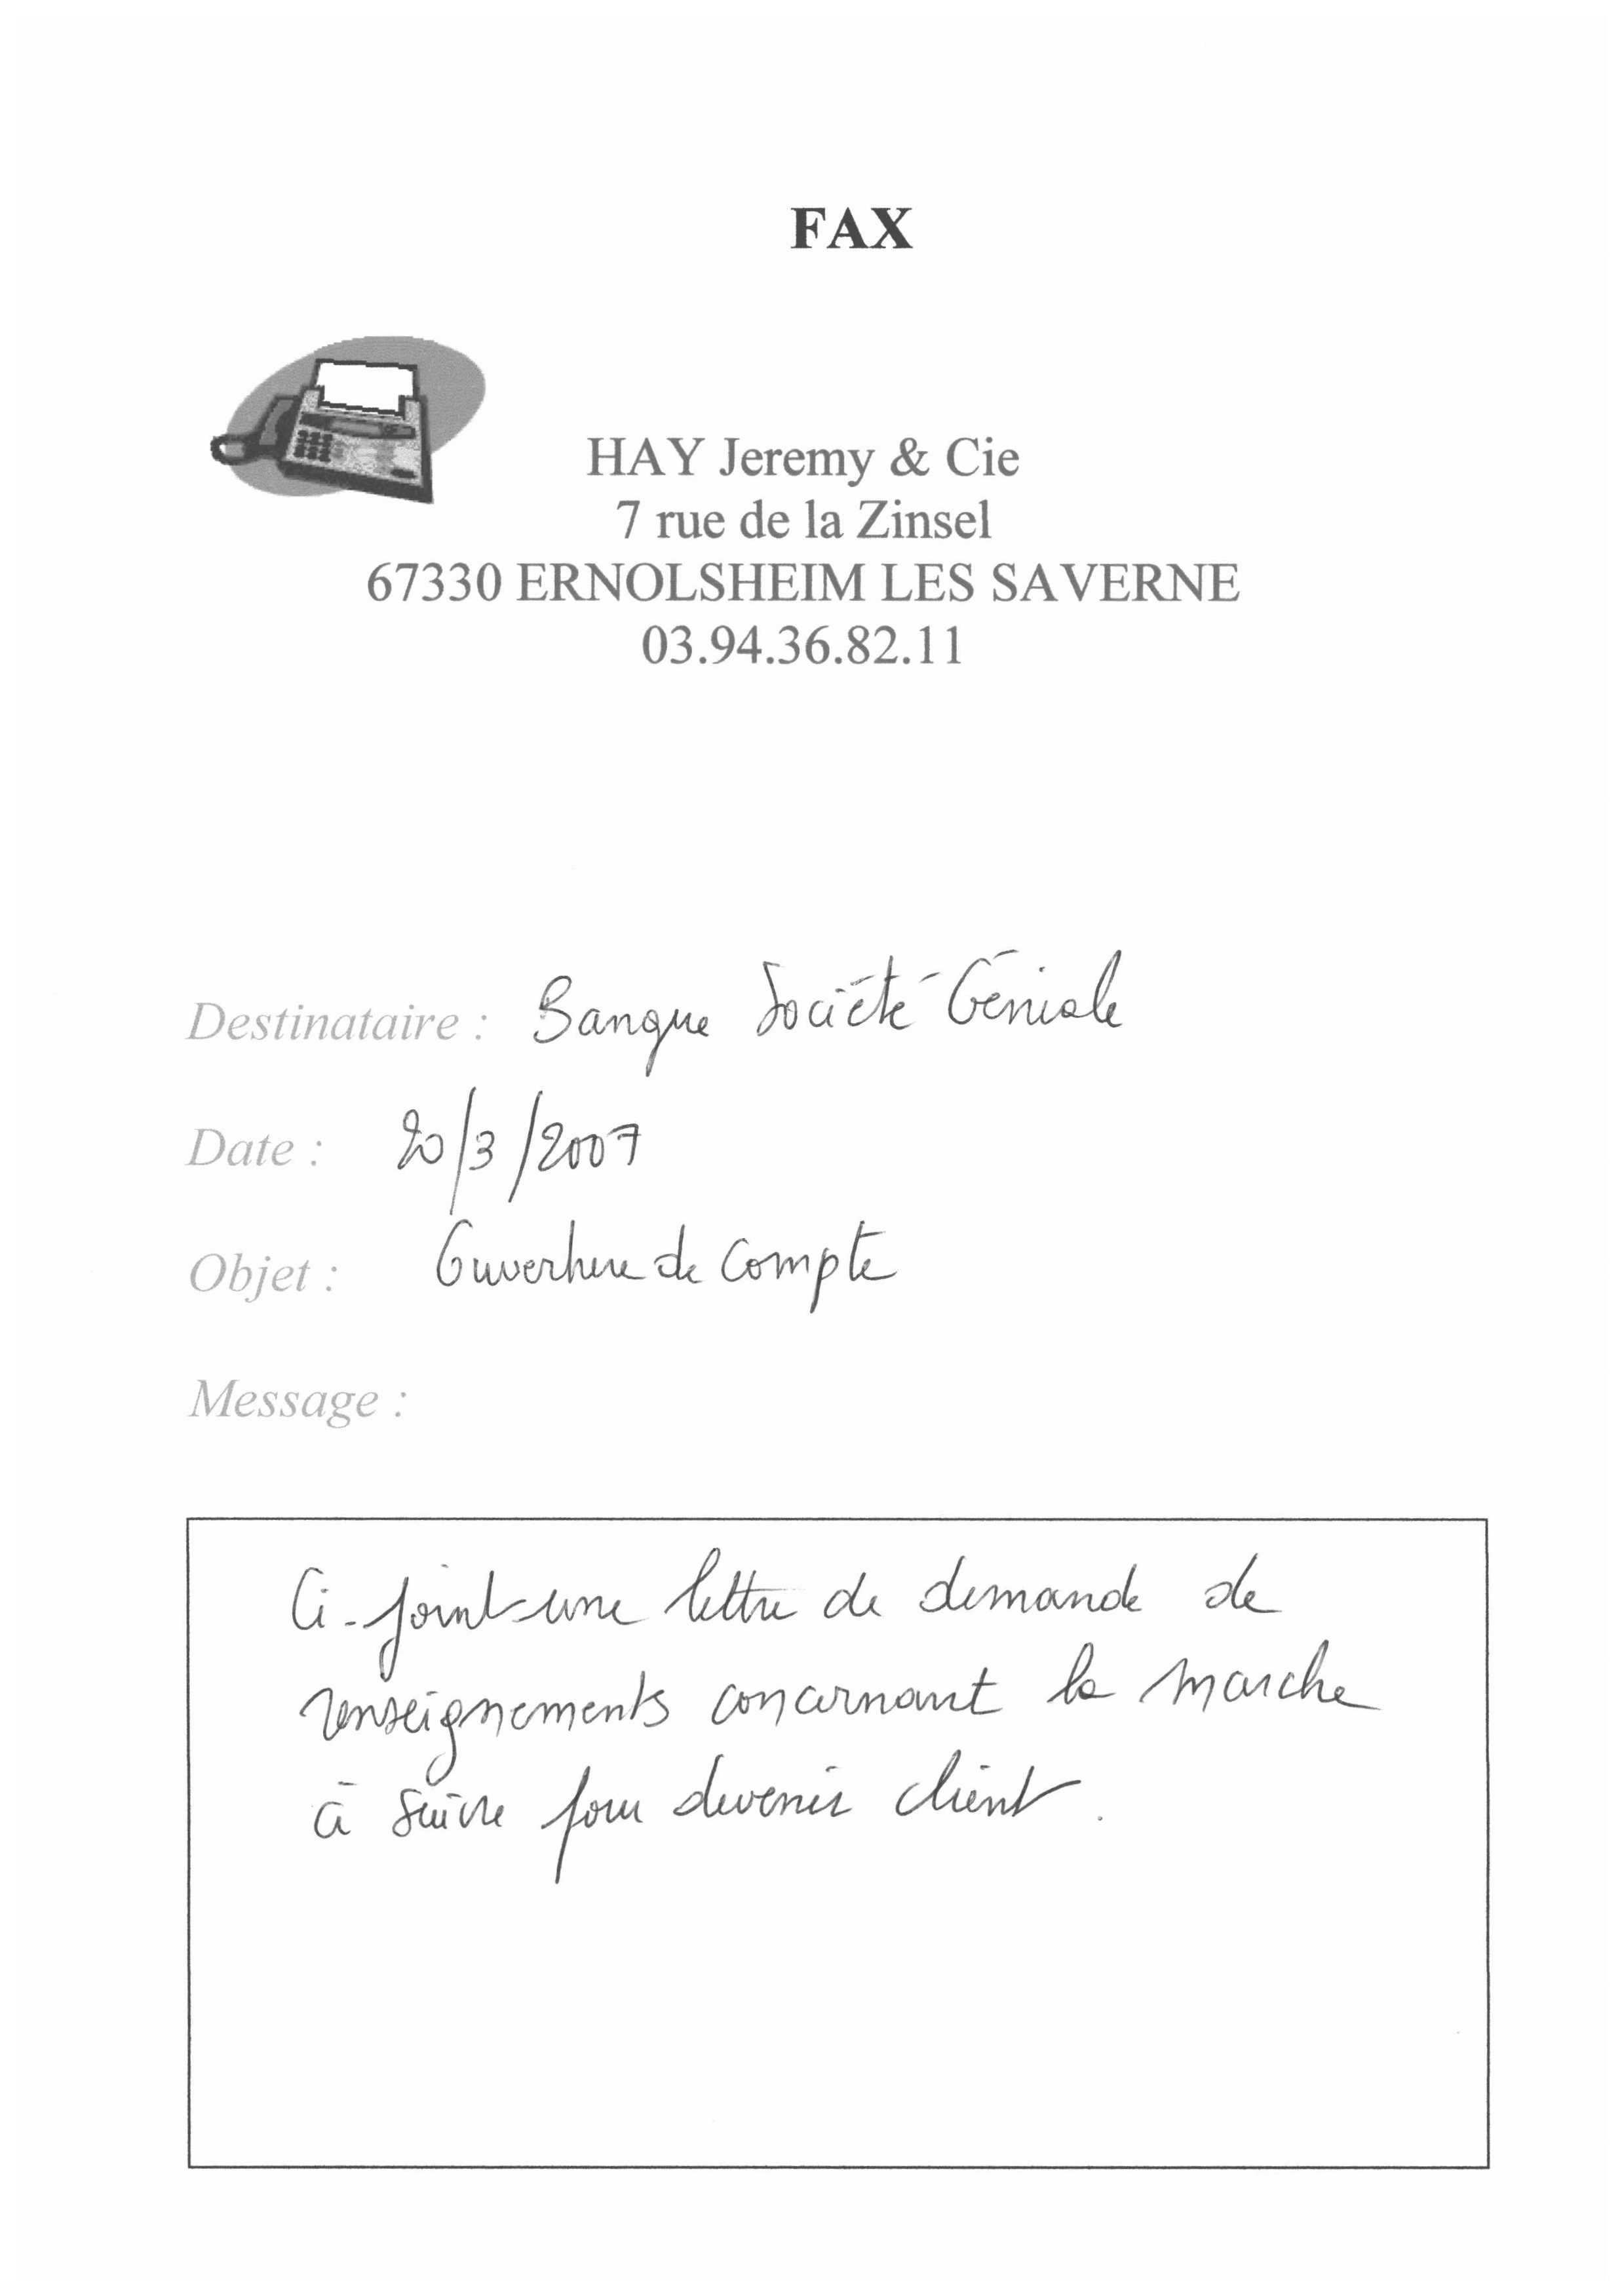 FAX
HAY Jeremy & Cie
7 rue de la Zinsel
67330 ERNOLSHEIM LES SAVERNE
03.94.36.82.11
Destinataire : Banque Société Géniale
Date : 20/3/2007
Objet : Ouverture de compte
Message :
Ci-joint une lettre de demande de
renseignements concernant la marche
à suivre pour devenir client.